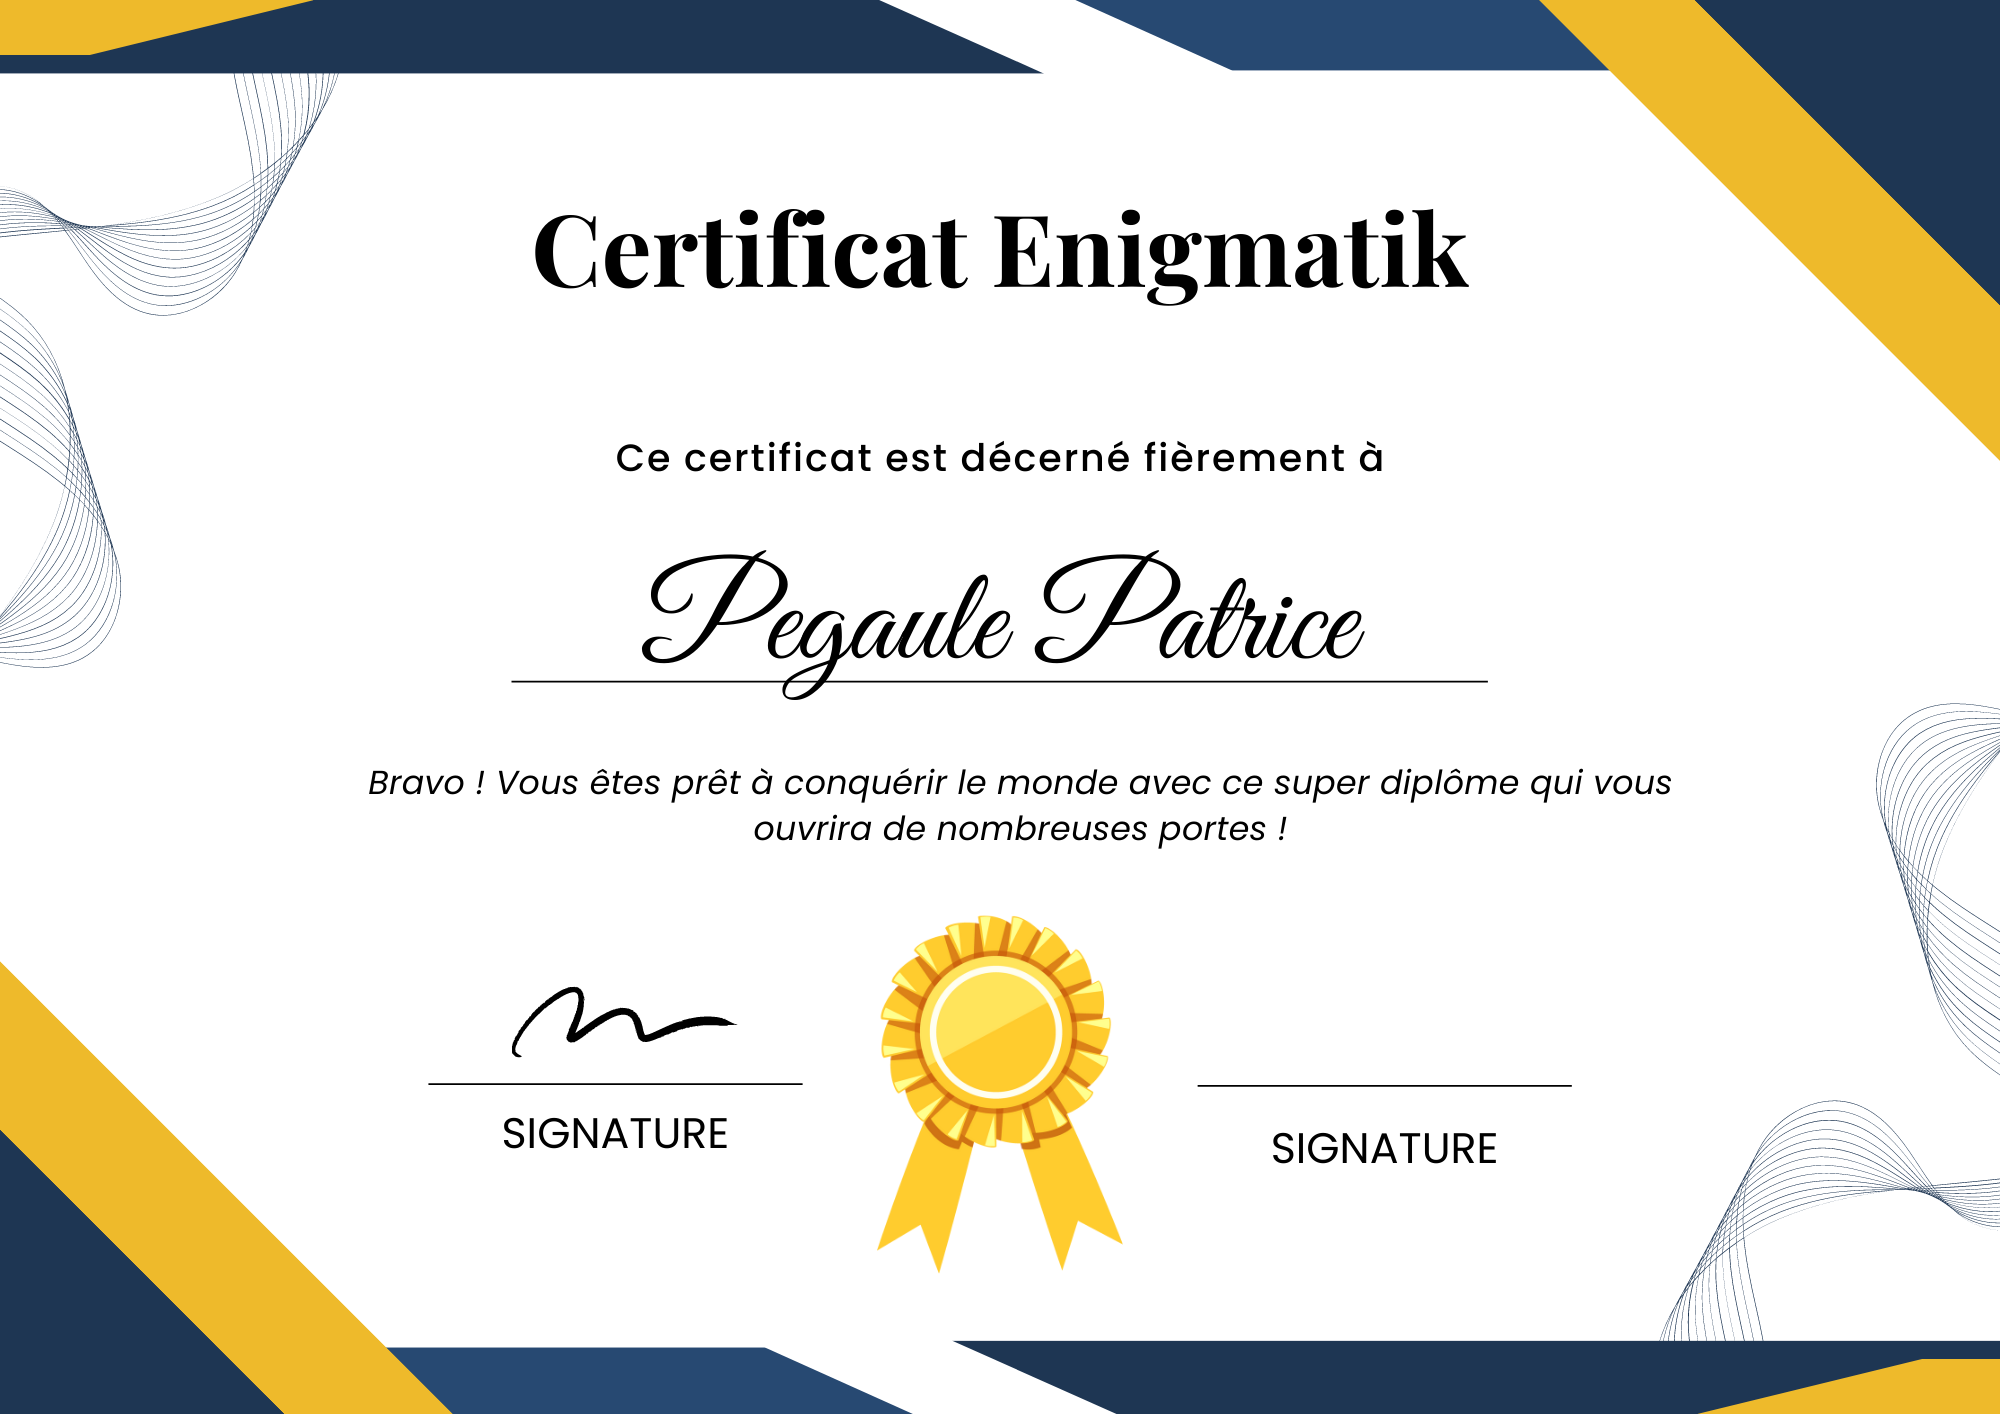 Certificat Enigmatik
Ce certificat est décerné fièrement à
Pegaule Patrice
Bravo ! Vous êtes prêt à conquérir le monde avec ce super diplôme qui vous
ouvrira de nombreuses portes !
SIGNATURE
SIGNATURE